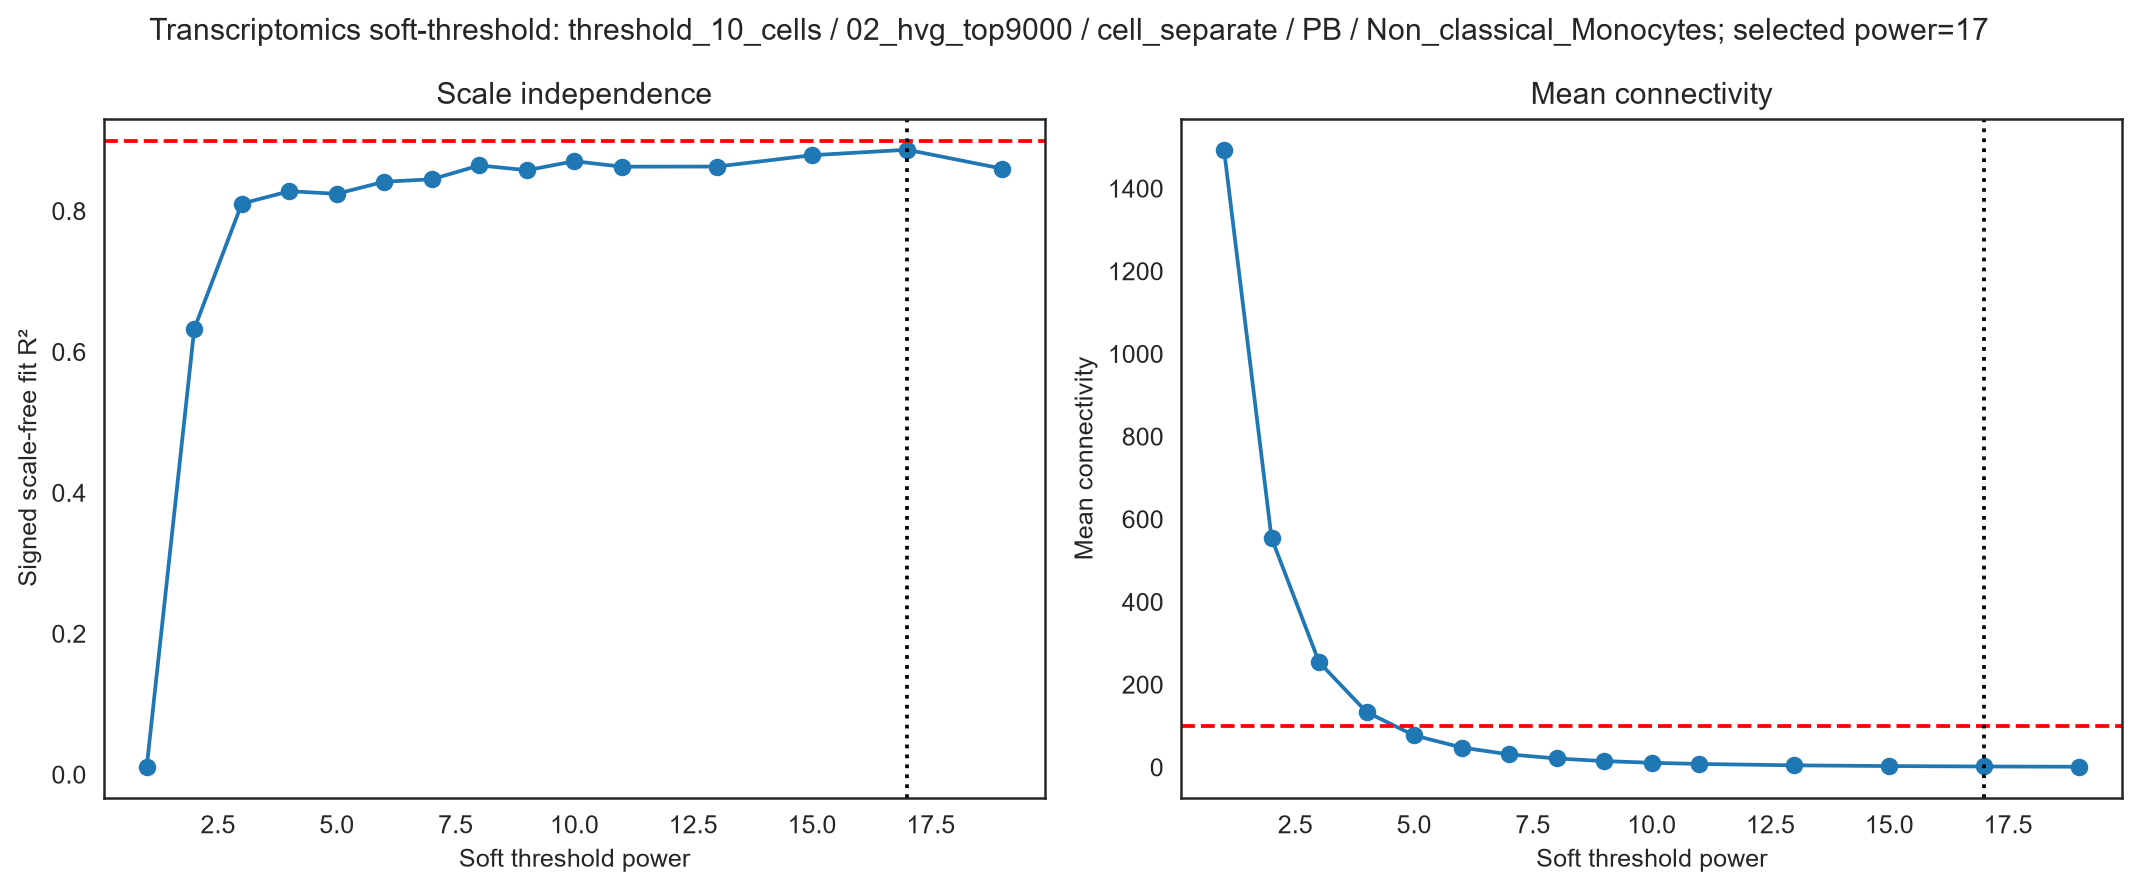 Transcriptomics soft-threshold: threshold_10_cells / 02_hvg_top9000 / cell_separate / PB / Non_classical_Monocytes; selected power=17
Scale independence
Signed scale-free fit R²
0.8
0.6
0.4
0.2
0.0
2.5 5.0 7.5 10.0 12.5 15.0 17.5
Soft threshold power
Mean connectivity
Mean connectivity
1400
1200
1000
800
600
400
200
0
2.5 5.0 7.5 10.0 12.5 15.0 17.5
Soft threshold power